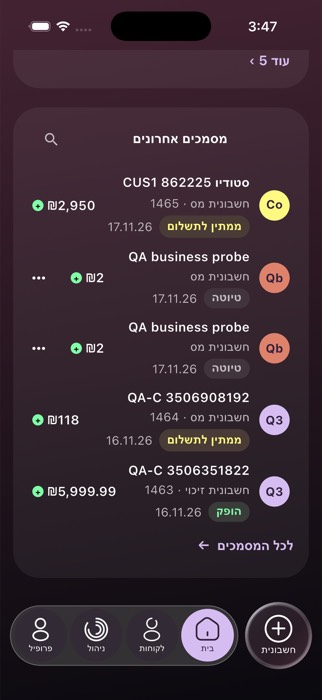 3:47
עוד 5 ›
מסמכים אחרונים
סטודיו CUS1 862225
Co
חשבונית מס · 1465
₪2,950
ממתין לתשלום 17.11.26
QA business probe
Qb
חשבונית מס
₪2
טיוטה 17.11.26
QA business probe
Qb
חשבונית מס
₪2
טיוטה 17.11.26
QA-C 3506908192
Q3
חשבונית מס · 1464
₪118
ממתין לתשלום 16.11.26
QA-C 3506351822
Q3
חשבונית זיכוי · 1463
₪5,999.99
הופק 16.11.26
לכל המסמכים ←
חשבונית
בית
לקוחות
ניהול
פרופיל